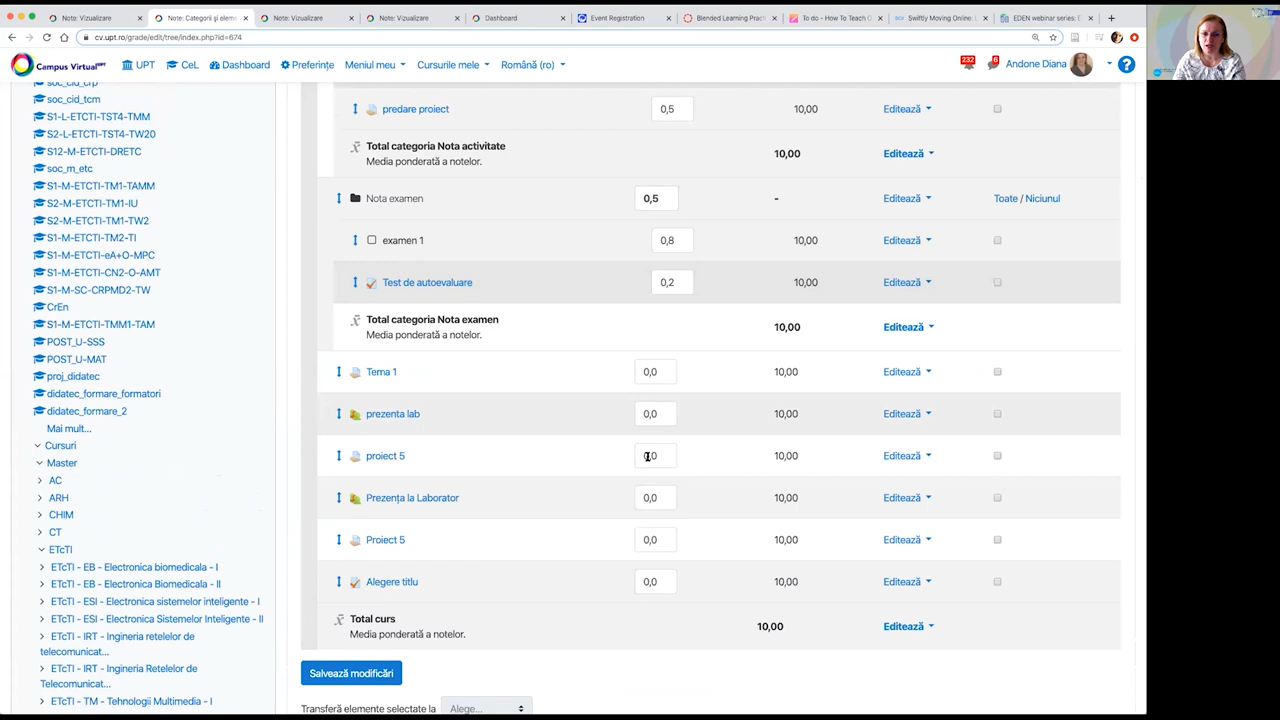 Note: Vizualizare
Note: Categorii și eleme
Note: Vizualizare
Note: Vizualizare
Dashboard
Event Registration
Blended Learning Practi
To do - How To Teach O
Swiftly Moving Online: L
EDEN webinar series: E
cv.upt.ro/grade/edit/tree/index.php?id=674
Campus Virtual UPT
UPT
CeL
Dashboard
Preferințe
Meniul meu
Cursurile mele
Română (ro)
232
6
Andone Diana
soc_cid_crp
soc_cid_tcm
S1-L-ETCTI-TST4-TMM
S2-L-ETCTI-TST4-TW20
S12-M-ETCTI-DRETC
soc_m_etc
S1-M-ETCTI-TM1-TAMM
S2-M-ETCTI-TM1-IU
S2-M-ETCTI-TM1-TW2
S1-M-ETCTI-TM2-TI
S1-M-ETCTI-eA+O-MPC
S1-M-ETCTI-CN2-O-AMT
S1-M-SC-CRPMD2-TW
CrEn
S1-M-ETCTI-TMM1-TAM
POST_U-SSS
POST_U-MAT
proj_didatec
didatec_formare_formatori
didatec_formare_2
Mai mult...
Cursuri
Master
AC
ARH
CHIM
CT
ETcTI
ETcTI - EB - Electronica biomedicala - I
ETcTI - EB - Electronica Biomedicala - II
ETcTI - ESI - Electronica sistemelor inteligente - I
ETcTI - ESI - Electronica Sistemelor Inteligente - II
ETcTI - IRT - Ingineria retelelor de
telecomunicat...
ETcTI - IRT - Ingineria Retelelor de
Telecomunicat...
ETcTI - TM - Tehnologii Multimedia - I
predare proiect 0,5 10,00 Editează
Total categoria Nota activitate
Media ponderată a notelor.
10,00 Editează
Nota examen 0,5 - Editează Toate / Niciunul
examen 1 0,8 10,00 Editează
Test de autoevaluare 0,2 10,00 Editează
Total categoria Nota examen
Media ponderată a notelor.
10,00 Editează
Tema 1 0,0 10,00 Editează
prezenta lab 0,0 10,00 Editează
proiect 5 0,0 10,00 Editează
Prezența la Laborator 0,0 10,00 Editează
Proiect 5 0,0 10,00 Editează
Alegere titlu 0,0 10,00 Editează
Total curs
Media ponderată a notelor.
10,00 Editează
Salvează modificări
Transferă elemente selectate la Alege...